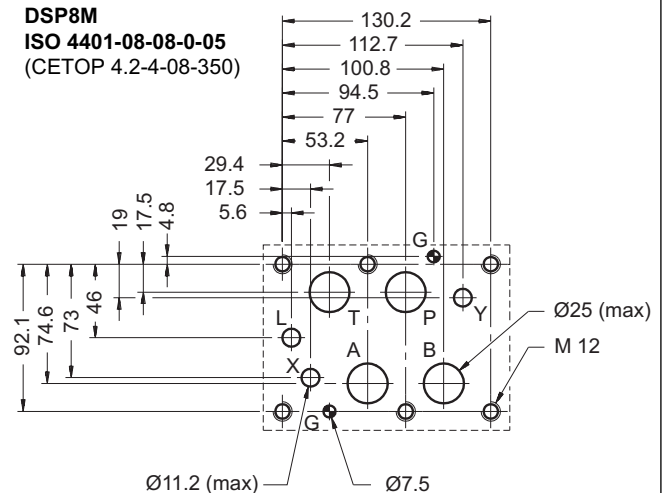 DSP8M
ISO 4401-08-08-0-05
(CETOP 4.2-4-08-350)
130.2
112.7
100.8
94.5
77
53.2
29.4
17.5
5.6
19
17.5
4.8
G
92.1
74.6
73
46
L
T
P
Y
Ø25 (max)
X
A
B
M 12
G
Ø11.2 (max)
Ø7.5